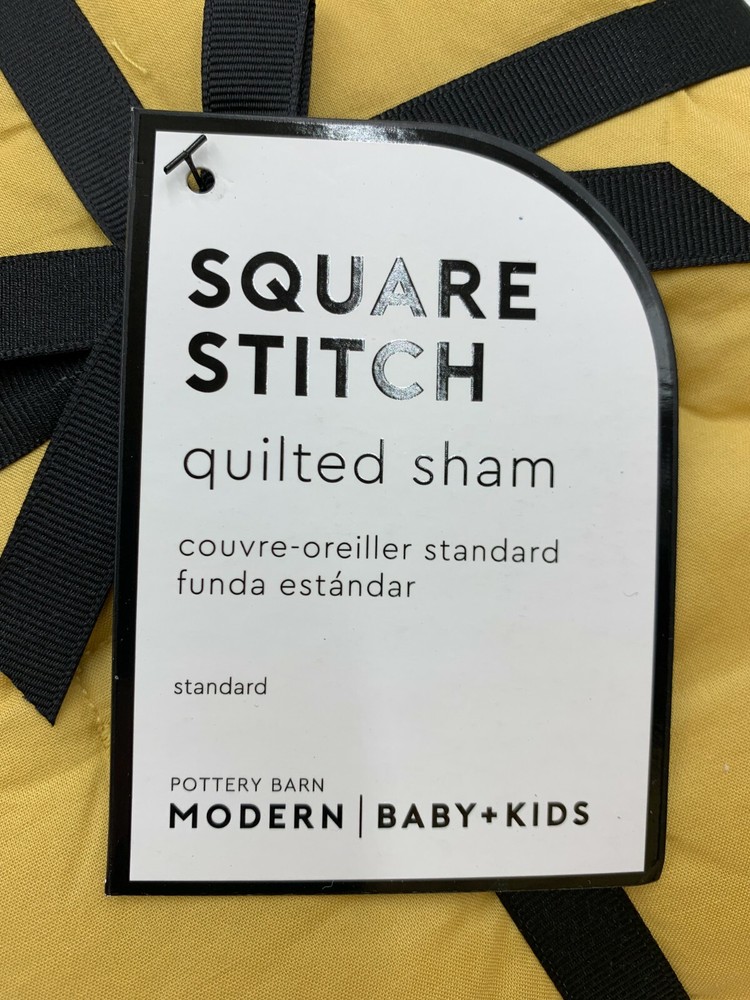 SQUARE
STITCH
quilted sham
couvre-oreiller standard
funda estándar
standard
POTTERY BARN
MODERN | BABY+KIDS